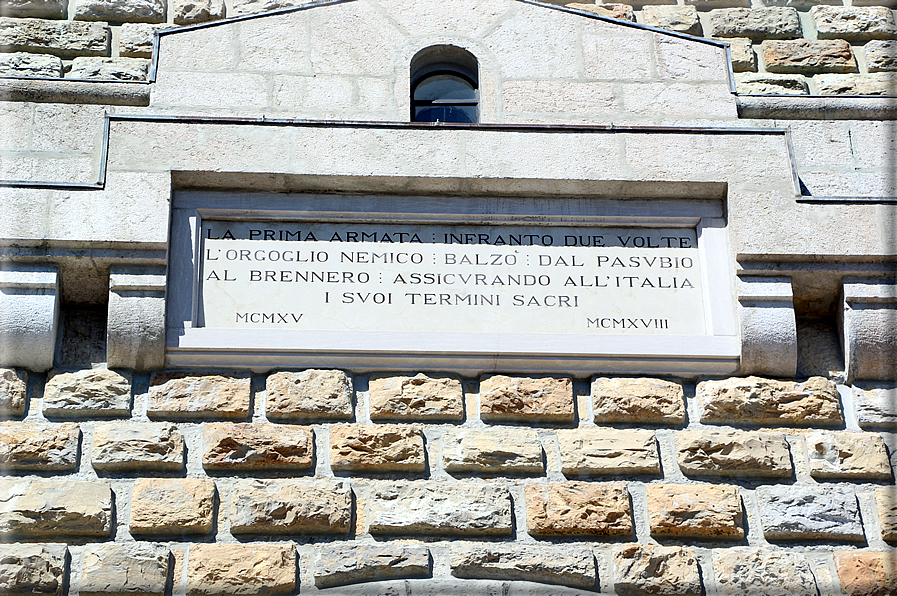 LA PRIMA ARMATA : INFRANTO DUE VOLTE
L'ORGOGLIO NEMICO : BALZO' : DAL PASVBIO
AL BRENNERO : ASSICVRANDO ALL'ITALIA
I SVOI TERMINI SACRI
MCMXV MCMXVIII